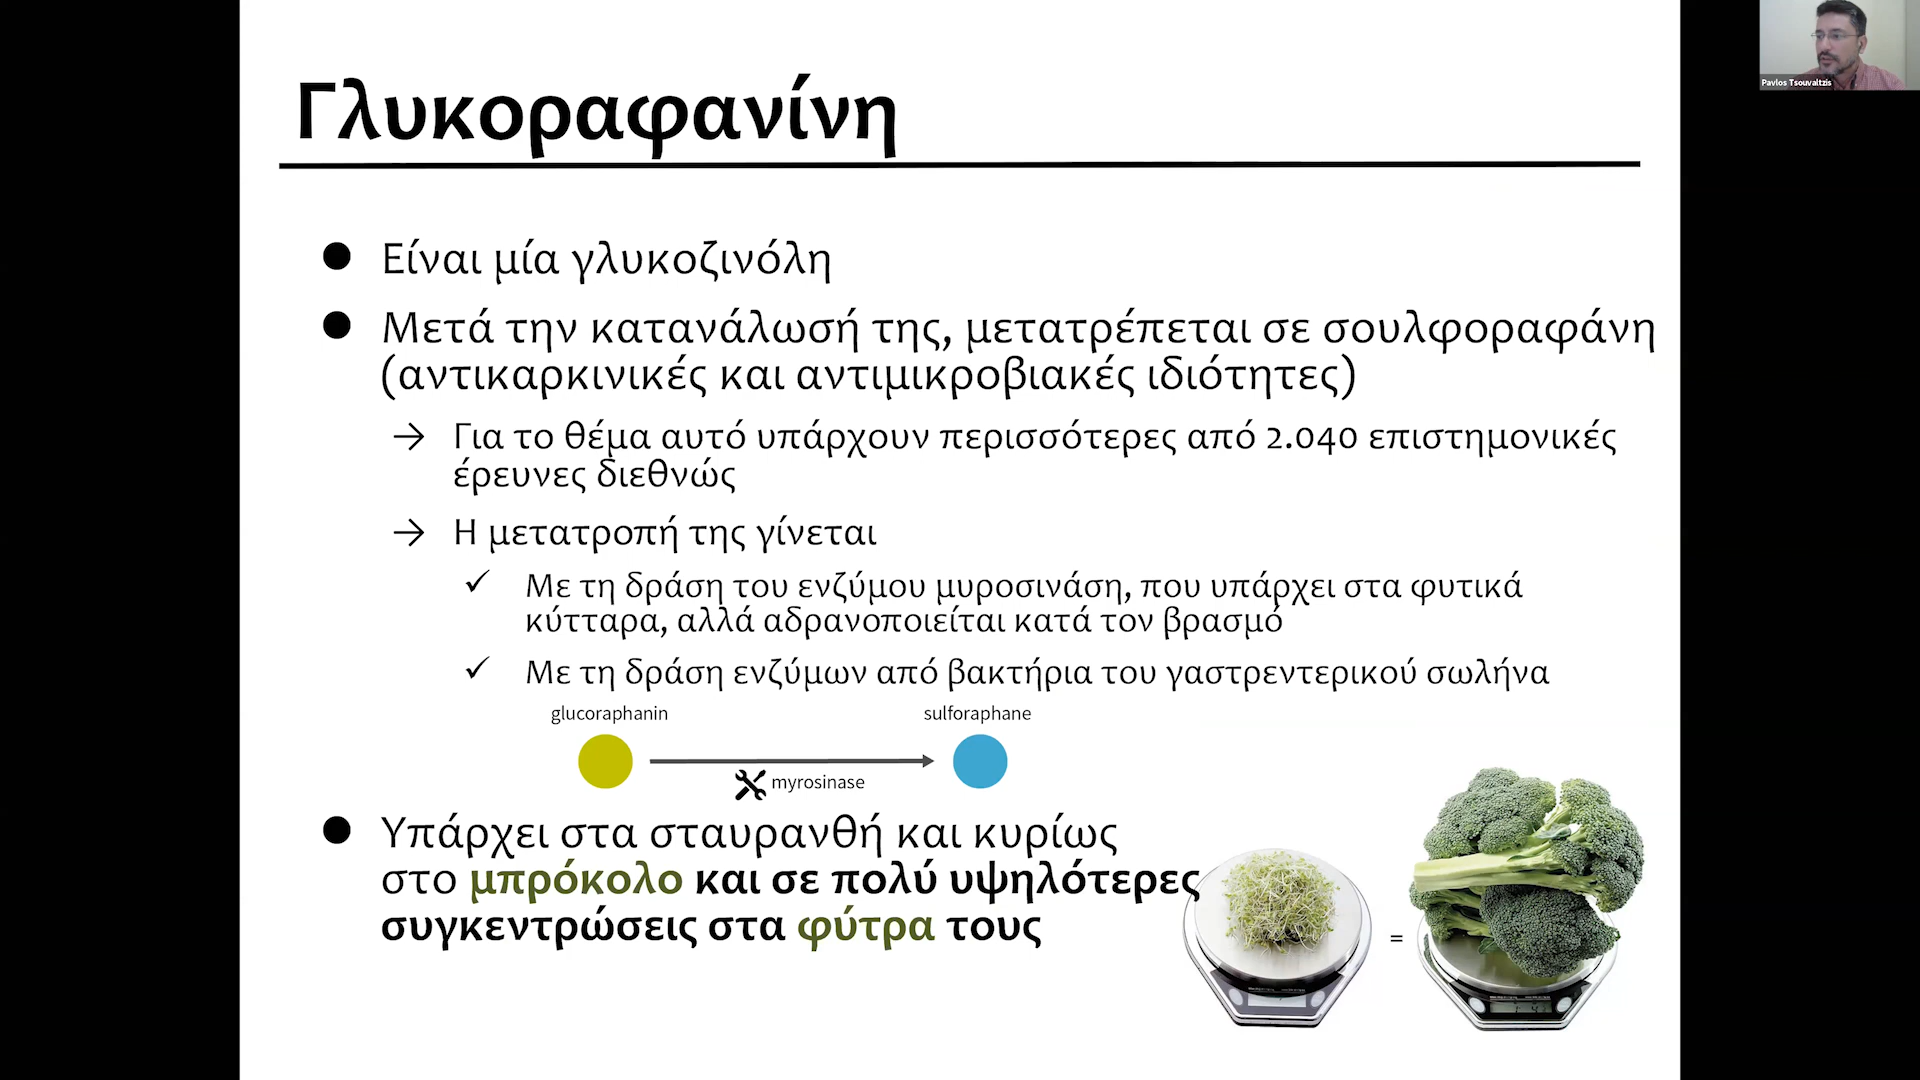 Pavlos Tsouvaltzis
Γλυκοραφανίνη
● Είναι μία γλυκοζινόλη
● Μετά την κατανάλωσή της, μετατρέπεται σε σουλφοραφάνη
(αντικαρκινικές και αντιμικροβιακές ιδιότητες)
→ Για το θέμα αυτό υπάρχουν περισσότερες από 2.040 επιστημονικές
έρευνες διεθνώς
→ Η μετατροπή της γίνεται
✓ Με τη δράση του ενζύμου μυροσινάση, που υπάρχει στα φυτικά
κύτταρα, αλλά αδρανοποιείται κατά τον βρασμό
✓ Με τη δράση ενζύμων από βακτήρια του γαστρεντερικού σωλήνα
glucoraphanin
sulforaphane
myrosinase
● Υπάρχει στα σταυρανθή και κυρίως
στο μπρόκολο και σε πολύ υψηλότερες
συγκεντρώσεις στα φύτρα τους
=